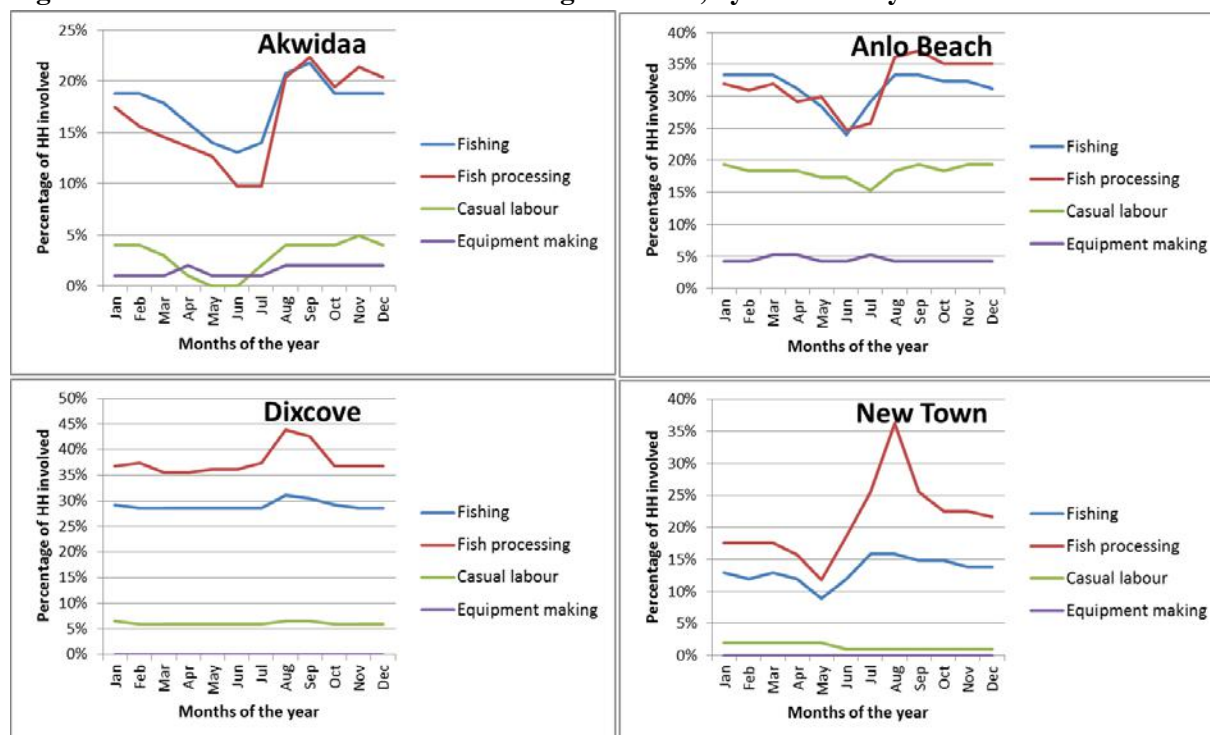 Akwidaa
Percentage of HH involved
25%
20%
15%
10%
5%
0%
Jan
Feb
Mar
Apr
May
Jun
Jul
Aug
Sep
Oct
Nov
Dec
Months of the year
Fishing
Fish processing
Casual labour
Equipment making
Anlo Beach
Percentage of HH involved
40%
35%
30%
25%
20%
15%
10%
5%
0%
Jan
Feb
Mar
Apr
May
Jun
Jul
Aug
Sep
Oct
Nov
Dec
Months of the year
Fishing
Fish processing
Casual labour
Equipment making
Dixcove
Percentage of HH involved
50%
45%
40%
35%
30%
25%
20%
15%
10%
5%
0%
Jan
Feb
Mar
Apr
May
Jun
Jul
Aug
Sep
Oct
Nov
Dec
Months of the year
Fishing
Fish processing
Casual labour
Equipment making
New Town
Percentage of HH involved
40%
35%
30%
25%
20%
15%
10%
5%
0%
Jan
Feb
Mar
Apr
May
Jun
Jul
Aug
Sep
Oct
Nov
Dec
Months of the year
Fishing
Fish processing
Casual labour
Equipment making